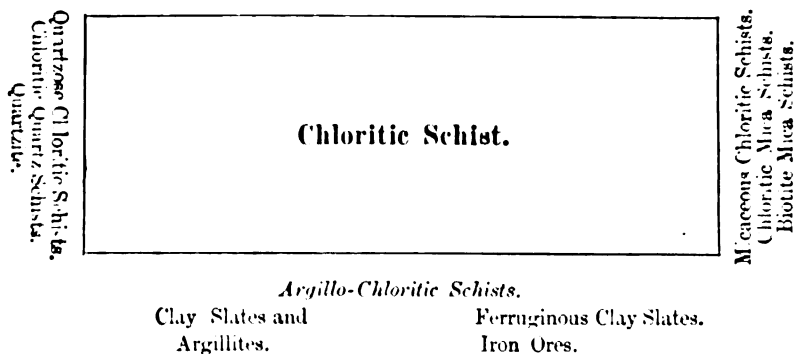 Quartzose Chloritic Schists.
Chloritic Quartz Schists.
Quartzite.
Chloritic Schist.
Micaceous Chloritic Schists.
Chloritic Mica Schists.
Biotite Mica Schists.
Argillo-Chloritic Schists.
Clay Slates and
Argillites.
Ferruginous Clay Slates.
Iron Ores.